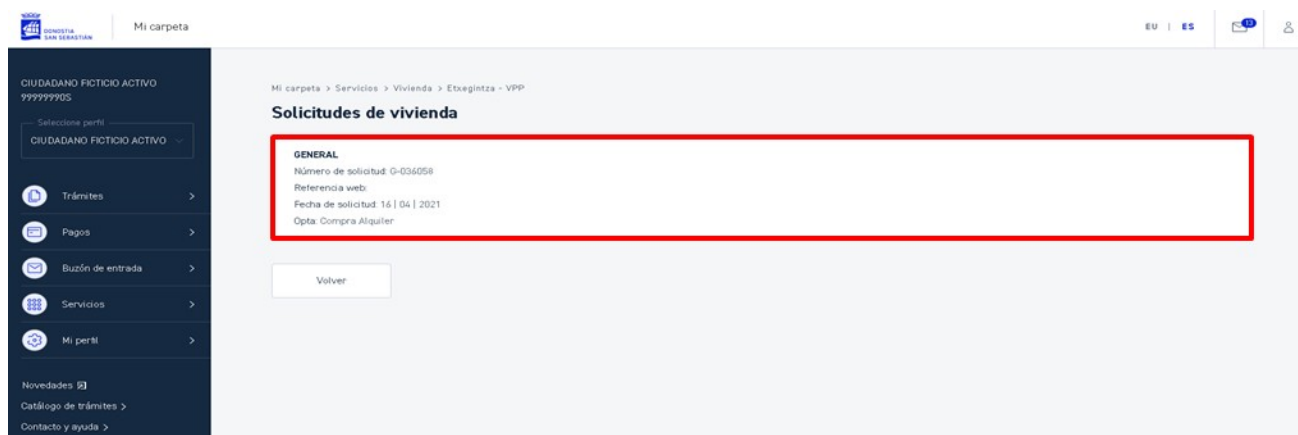 DONOSTIA
SAN SEBASTIÁN
Mi carpeta
EU | ES
13
CIUDADANO FICTICIO ACTIVO
99999990S
Seleccione perfil
CIUDADANO FICTICIO ACTIVO
Trámites
Pagos
Buzón de entrada
Servicios
Mi perfil
Novedades
Catálogo de trámites >
Contacto y ayuda >
Mi carpeta > Servicios > Vivienda > Etxegintza - VPP
Solicitudes de vivienda
GENERAL
Número de solicitud: G-036058
Referencia web:
Fecha de solicitud: 16 | 04 | 2021
Opta: Compra Alquiler
Volver